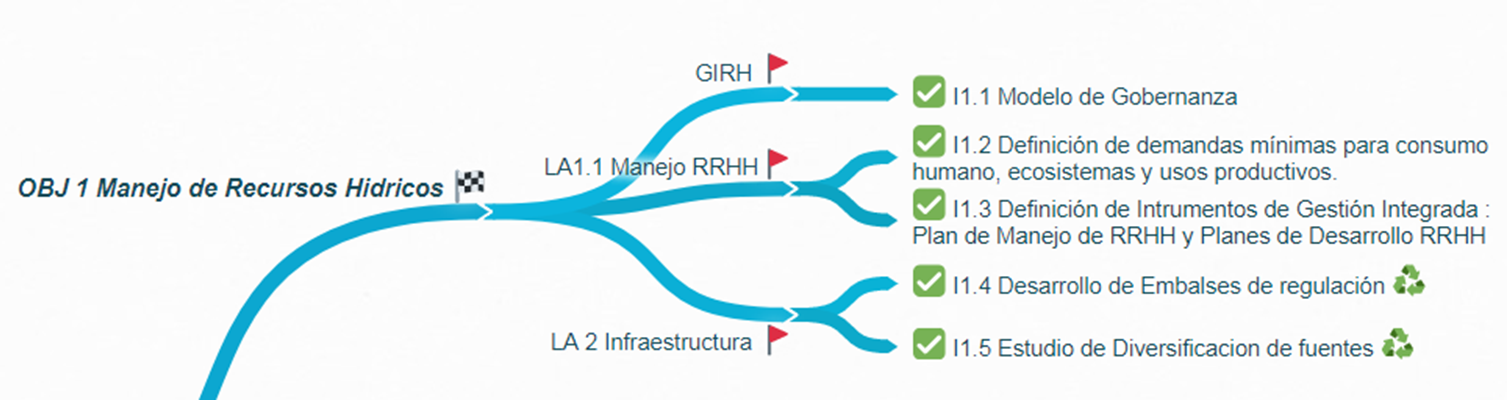 OBJ 1 Manejo de Recursos Hidricos
GIRH
I1.1 Modelo de Gobernanza
LA1.1 Manejo RRHH
I1.2 Definición de demandas mínimas para consumo
humano, ecosistemas y usos productivos.
I1.3 Definición de Intrumentos de Gestión Integrada :
Plan de Manejo de RRHH y Planes de Desarrollo RRHH
LA 2 Infraestructura
I1.4 Desarrollo de Embalses de regulación
I1.5 Estudio de Diversificacion de fuentes